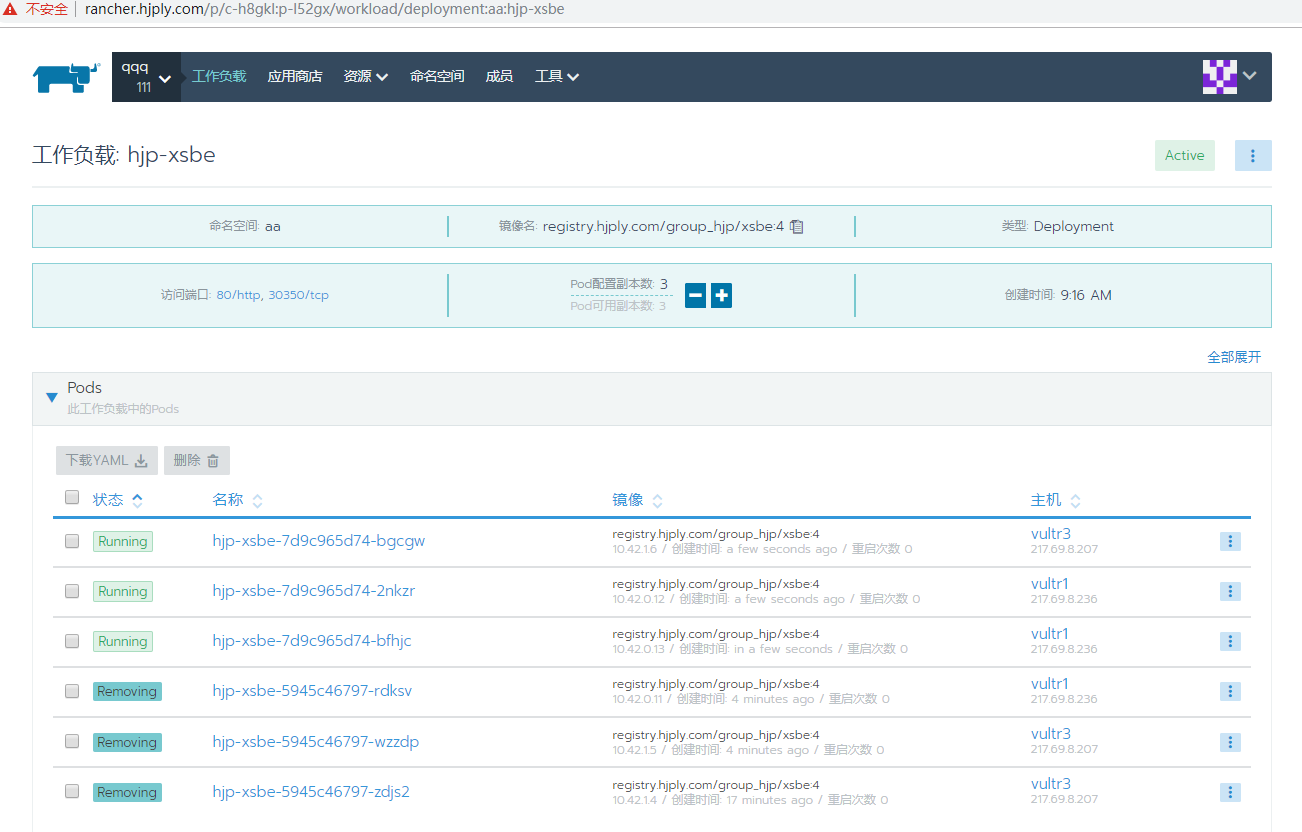 不安全 rancher.hjply.com/p/c-h8gkl:p-l52gx/workload/deployment:aa:hjp-xsbe
qqq
111
工作负载 应用商店 资源 命名空间 成员 工具
工作负载: hjp-xsbe
Active
命名空间: aa
镜像名: registry.hjply.com/group_hjp/xsbe:4
类型: Deployment
访问端口: 80/http, 30350/tcp
Pod配置副本数: 3
Pod可用副本数: 3
创建时间: 9:16 AM
全部展开
Pods
此工作负载中的Pods
下载YAML 删除
状态 名称 镜像 主机
Running hjp-xsbe-7d9c965d74-bgcgw registry.hjply.com/group_hjp/xsbe:4 vultr3
10.42.1.6 / 创建时间: a few seconds ago / 重启次数 0 217.69.8.207
Running hjp-xsbe-7d9c965d74-2nkzr registry.hjply.com/group_hjp/xsbe:4 vultr1
10.42.0.12 / 创建时间: a few seconds ago / 重启次数 0 217.69.8.236
Running hjp-xsbe-7d9c965d74-bfhjc registry.hjply.com/group_hjp/xsbe:4 vultr1
10.42.0.13 / 创建时间: in a few seconds / 重启次数 0 217.69.8.236
Removing hjp-xsbe-5945c46797-rdksv registry.hjply.com/group_hjp/xsbe:4 vultr1
10.42.0.11 / 创建时间: 4 minutes ago / 重启次数 0 217.69.8.236
Removing hjp-xsbe-5945c46797-wzzdp registry.hjply.com/group_hjp/xsbe:4 vultr3
10.42.1.5 / 创建时间: 4 minutes ago / 重启次数 0 217.69.8.207
Removing hjp-xsbe-5945c46797-zdjs2 registry.hjply.com/group_hjp/xsbe:4 vultr3
10.42.1.4 / 创建时间: 17 minutes ago / 重启次数 0 217.69.8.207